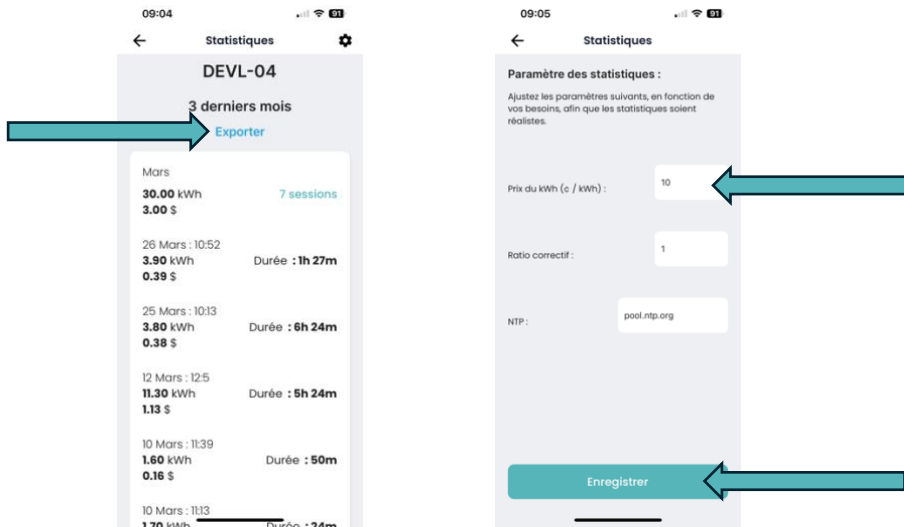 09:04
91
Statistiques
DEVL-04
3 derniers mois
Exporter
Mars
30.00 kWh 7 sessions
3.00 $
26 Mars : 10:52
3.90 kWh Durée : 1h 27m
0.39 $
25 Mars : 10:13
3.80 kWh Durée : 6h 24m
0.38 $
12 Mars : 12:5
11.30 kWh Durée : 5h 24m
1.13 $
10 Mars : 11:39
1.60 kWh Durée : 50m
0.16 $
10 Mars : 11:13
1.70 kWh Durée : 24m
09:05
91
Statistiques
Paramètre des statistiques :
Ajustez les paramètres suivants, en fonction de
vos besoins, afin que les statistiques soient
réalistes.
Prix du kWh (c / kWh) : 10
Ratio correctif : 1
NTP : pool.ntp.org
Enregistrer